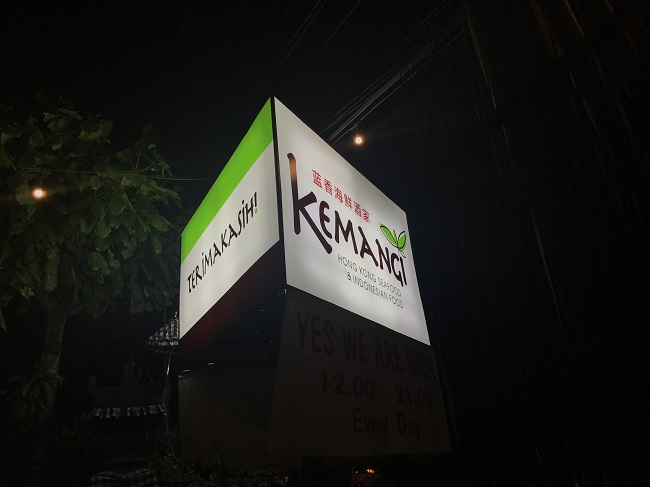 TERIMAKASIH!
蓝香海鲜酒家
KEMANGI
HONG KONG SEAFOOD
& INDONESIAN FOOD
YES WE ARE OPEN
12.00 - 21.00
Every Day